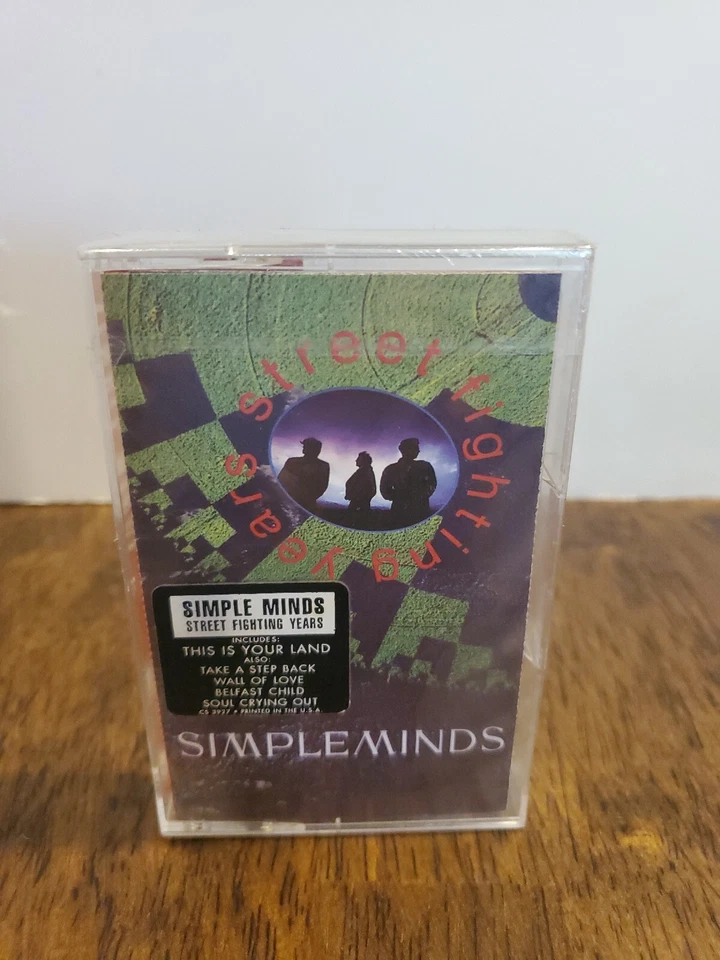 street fighting years
SIMPLE MINDS
STREET FIGHTING YEARS
INCLUDES:
THIS IS YOUR LAND
ALSO:
TAKE A STEP BACK
WALL OF LOVE
BELFAST CHILD
SOUL CRYING OUT
CS 3927 • PRINTED IN THE U.S.A.
SIMPLEMINDS